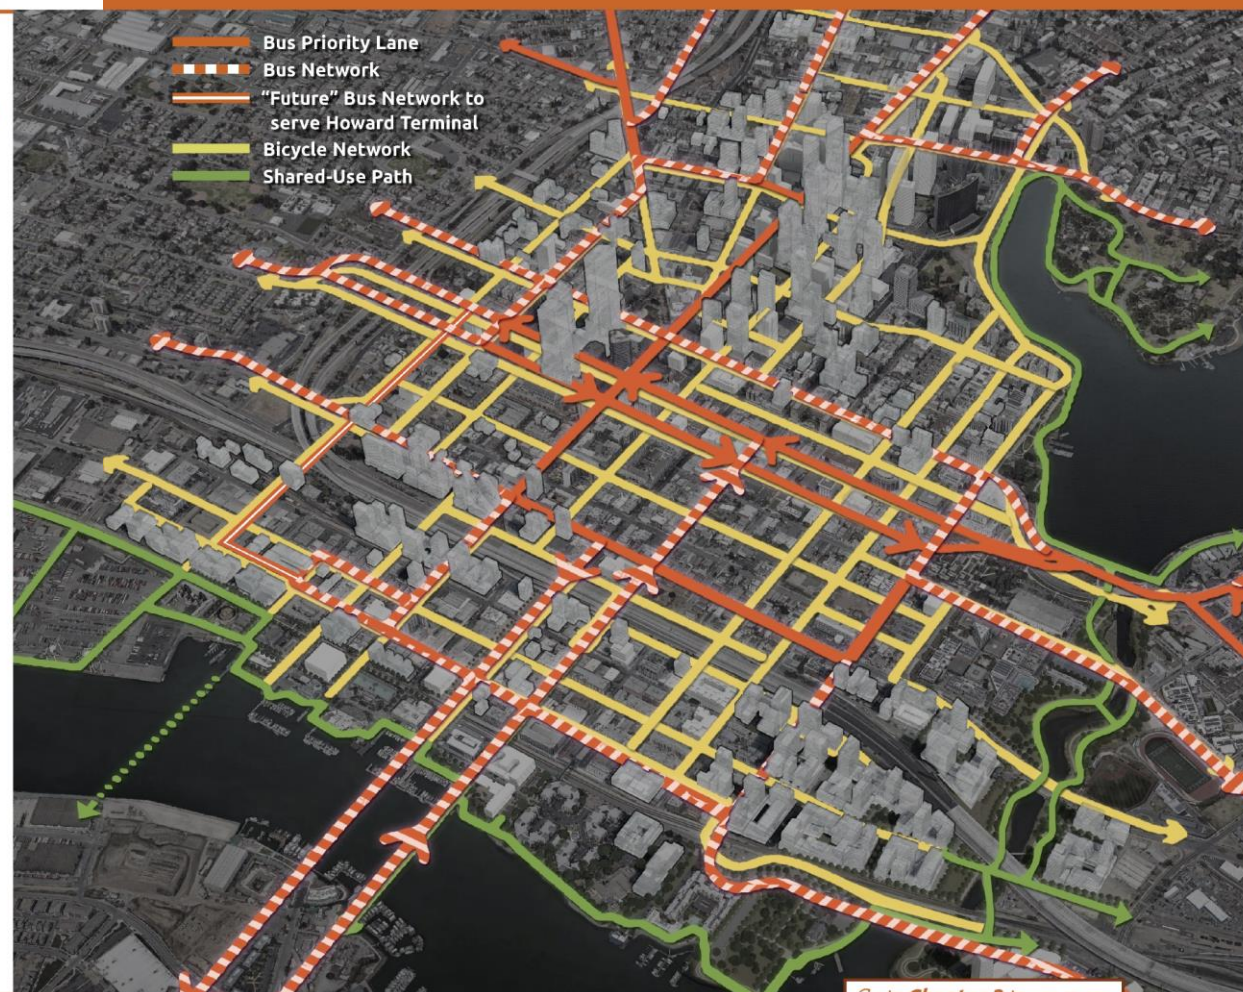 Bus Priority Lane
Bus Network
“Future” Bus Network to
serve Howard Terminal
Bicycle Network
Shared-Use Path